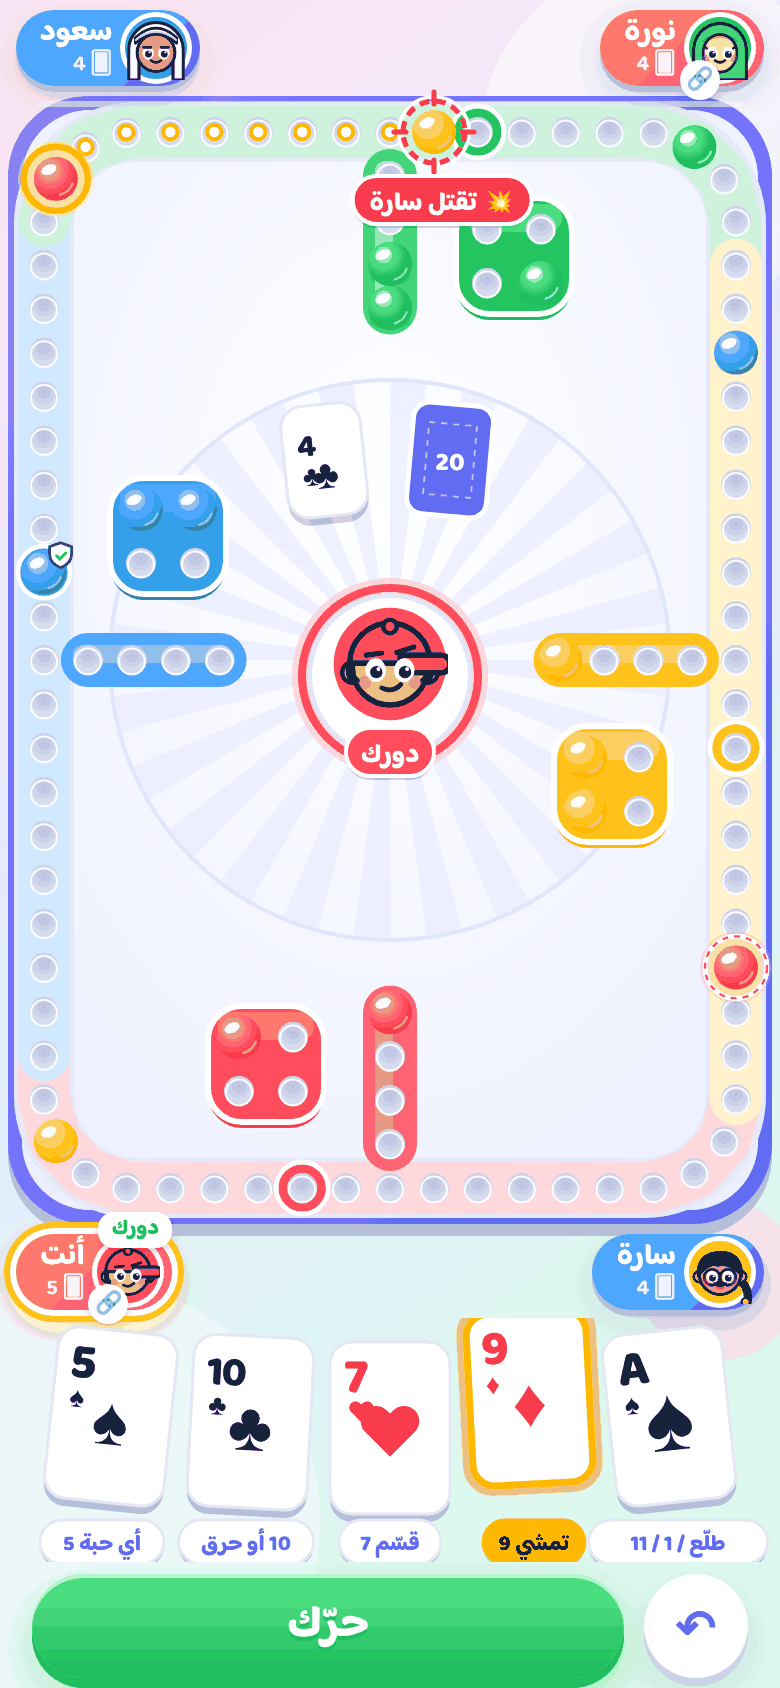 نورة
4
سعود
4
تقتل سارة 💥
4
20
دورك
دورك
أنت
5
سارة
4
5
10
7
9
A
أي حبة 5
10 أو حرق
قسّم 7
تمشي 9
طلّع / 1 / 11
حرّك